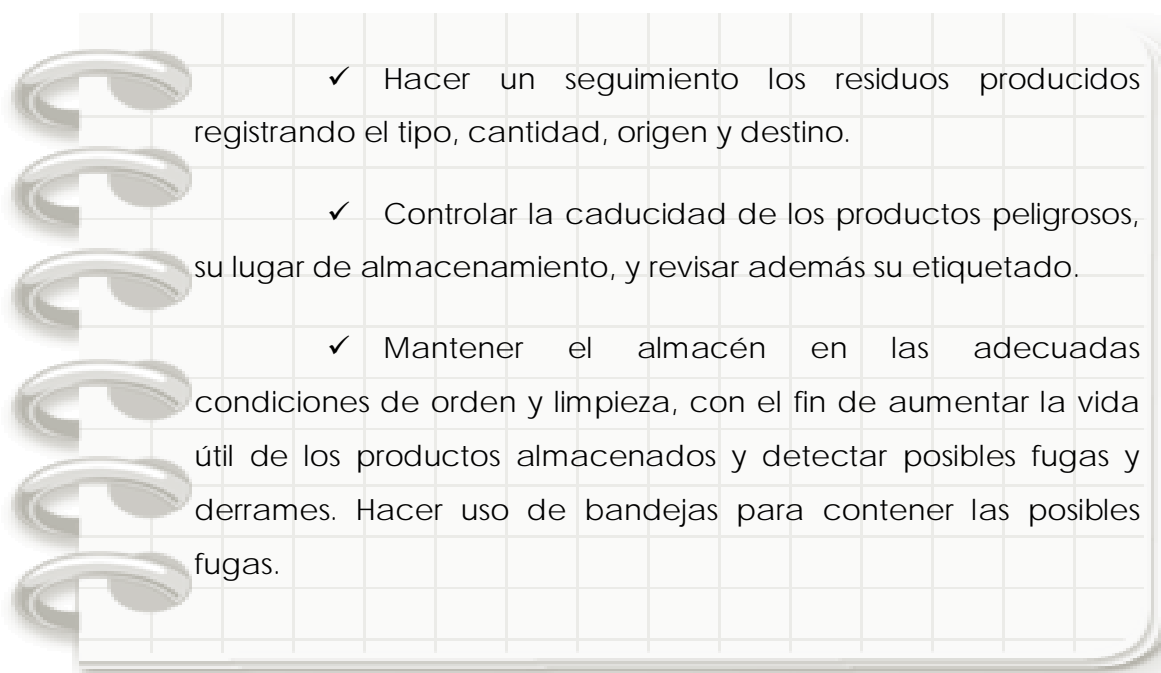 ✓ Hacer un seguimiento los residuos producidos
registrando el tipo, cantidad, origen y destino.
✓ Controlar la caducidad de los productos peligrosos,
su lugar de almacenamiento, y revisar además su etiquetado.
✓ Mantener el almacén en las adecuadas
condiciones de orden y limpieza, con el fin de aumentar la vida
útil de los productos almacenados y detectar posibles fugas y
derrames. Hacer uso de bandejas para contener las posibles
fugas.